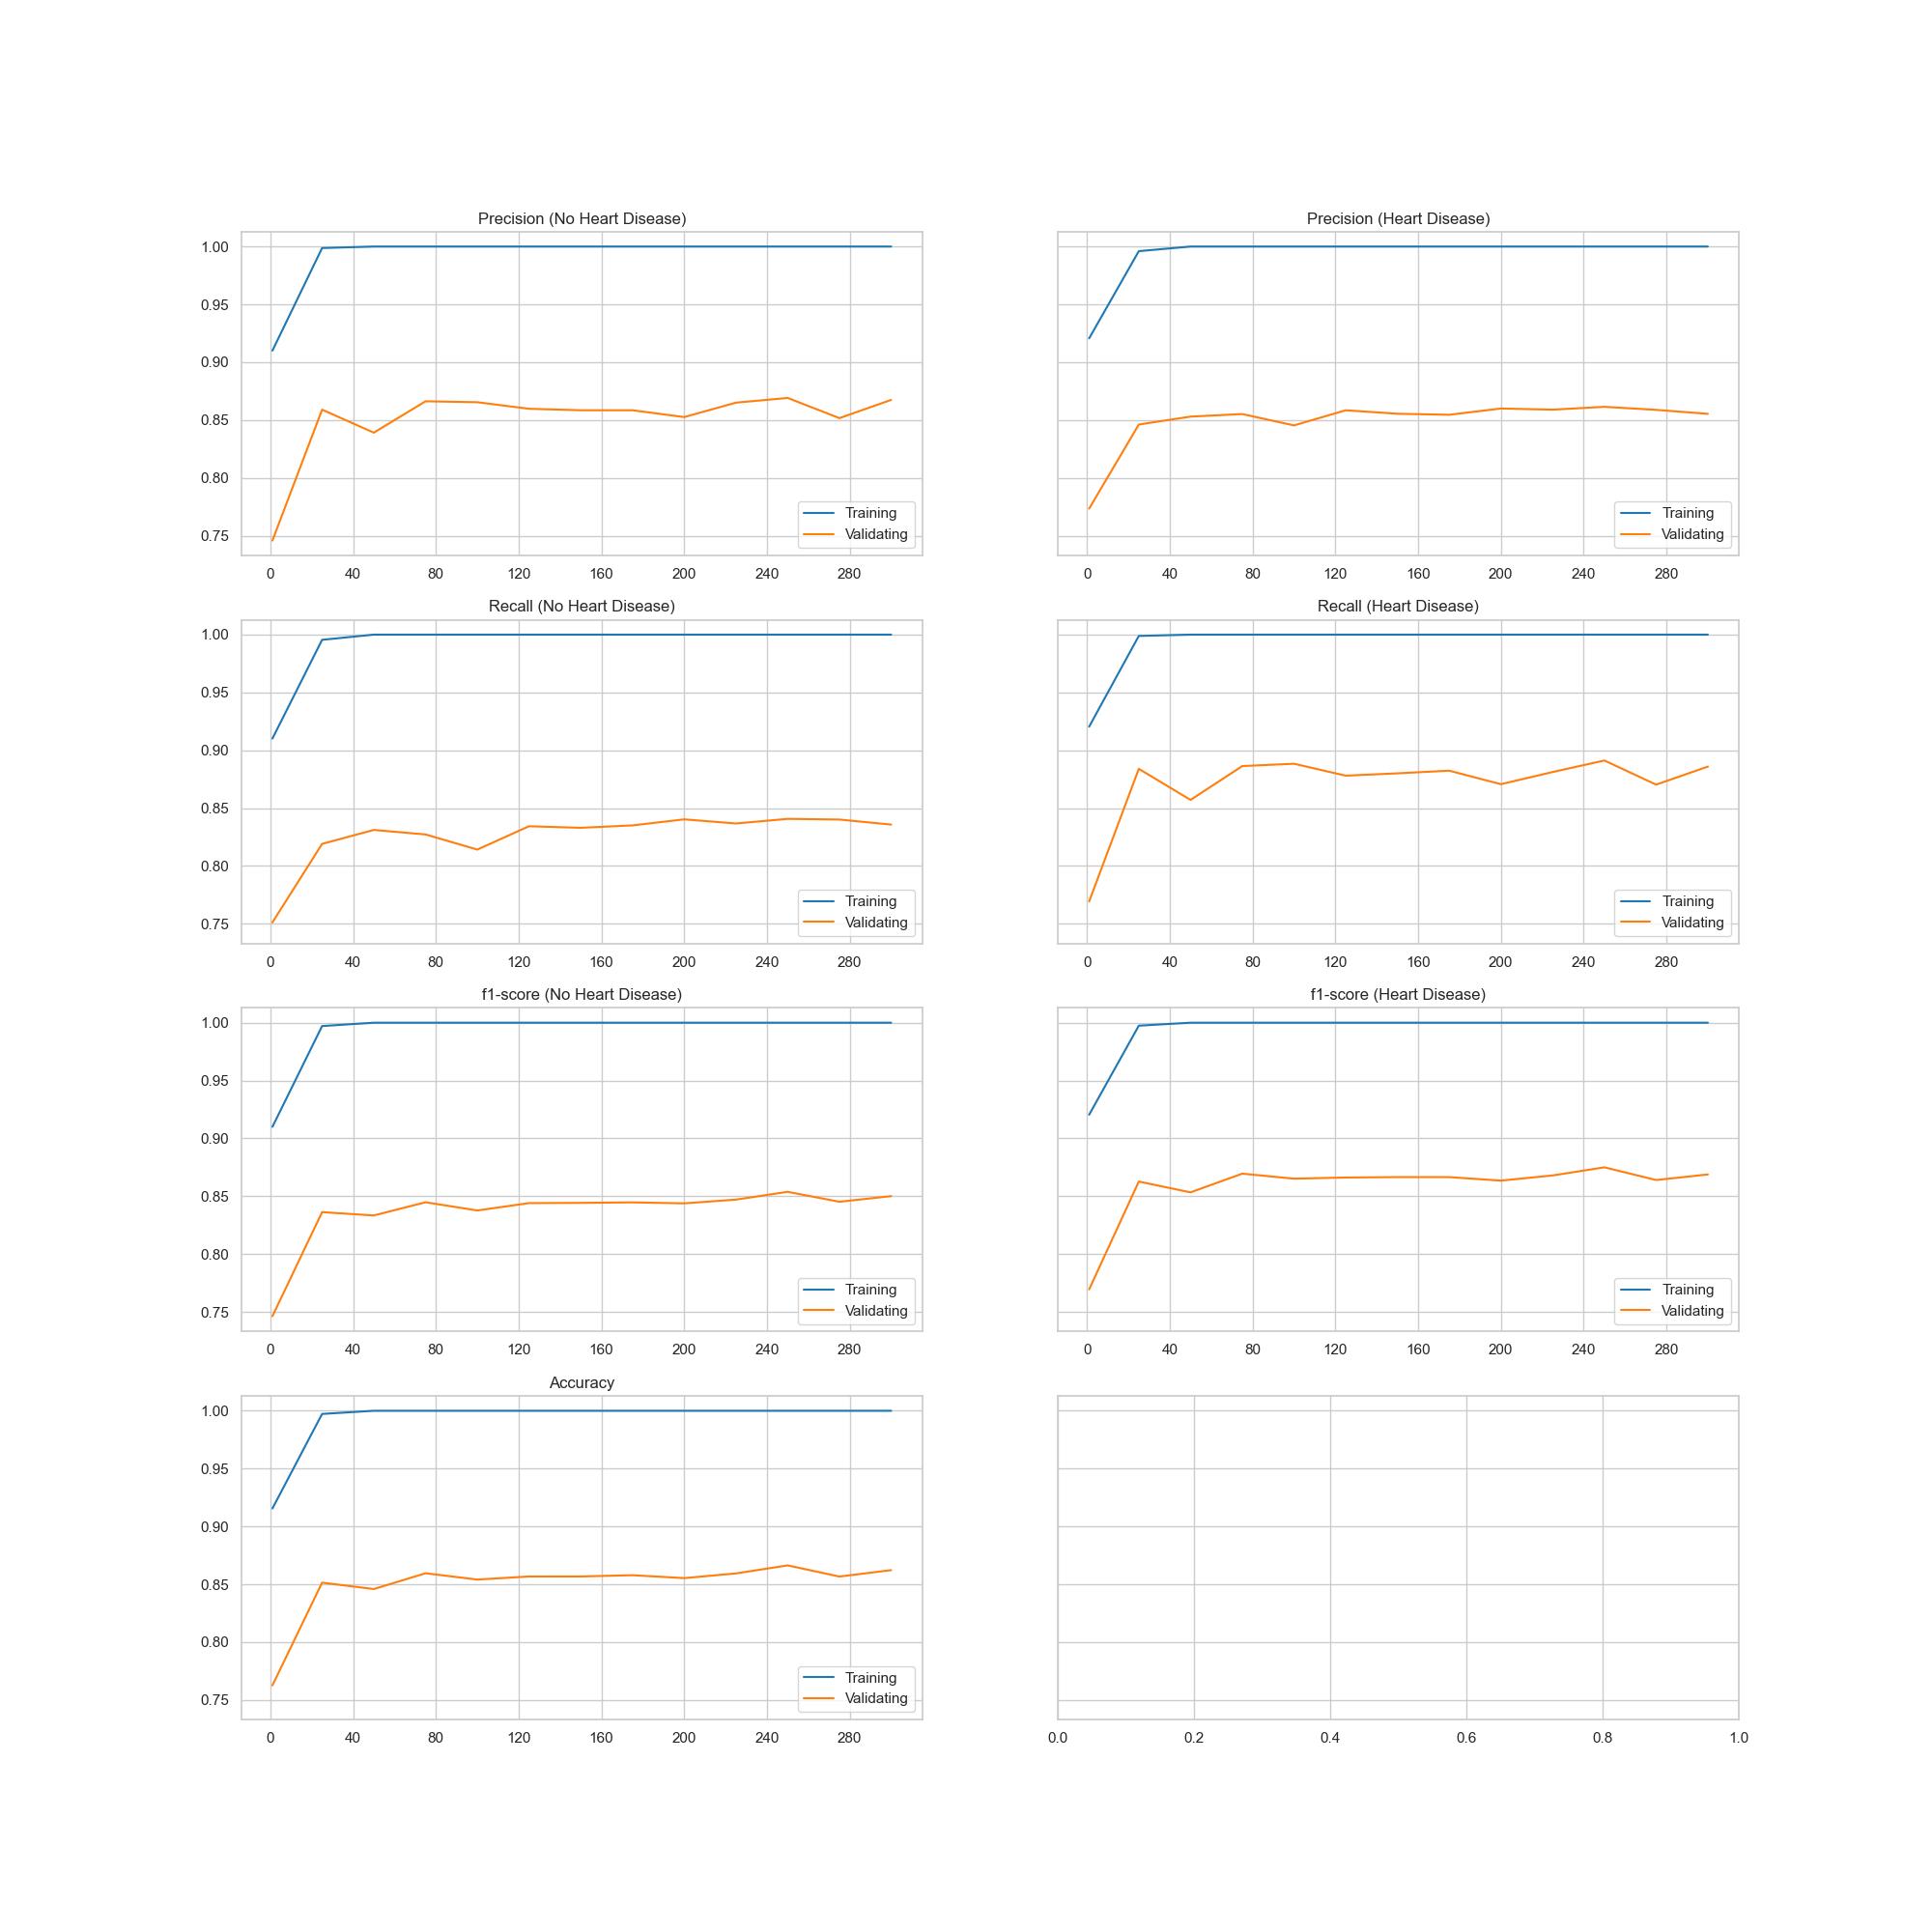 Precision (No Heart Disease)
1.00
0.95
0.90
0.85
0.80
0.75
Training
Validating
0 40 80 120 160 200 240 280
Precision (Heart Disease)
Training
Validating
0 40 80 120 160 200 240 280
Recall (No Heart Disease)
1.00
0.95
0.90
0.85
0.80
0.75
Training
Validating
0 40 80 120 160 200 240 280
Recall (Heart Disease)
Training
Validating
0 40 80 120 160 200 240 280
f1-score (No Heart Disease)
1.00
0.95
0.90
0.85
0.80
0.75
Training
Validating
0 40 80 120 160 200 240 280
f1-score (Heart Disease)
Training
Validating
0 40 80 120 160 200 240 280
Accuracy
1.00
0.95
0.90
0.85
0.80
0.75
Training
Validating
0 40 80 120 160 200 240 280
0.0 0.2 0.4 0.6 0.8 1.0